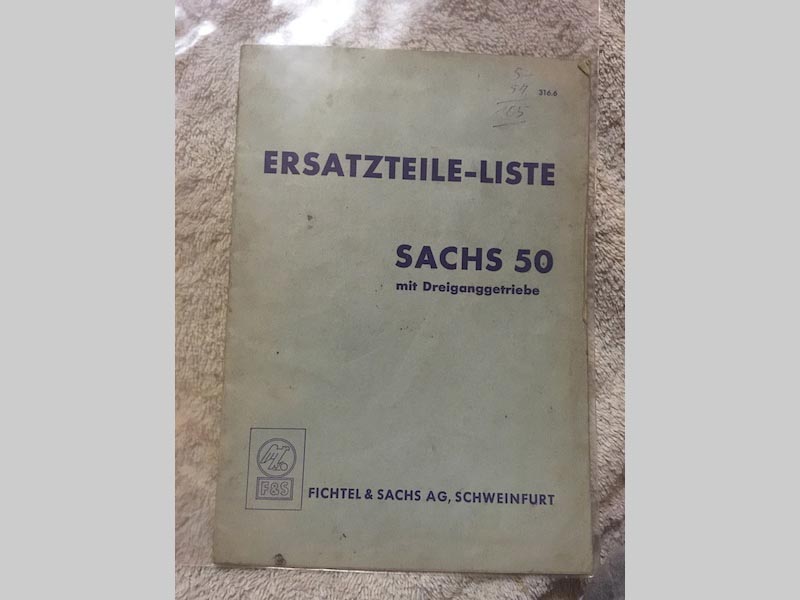 316.6
ERSATZTEILE-LISTE
SACHS 50
mit Dreiganggetriebe
F&S
FICHTEL & SACHS AG, SCHWEINFURT